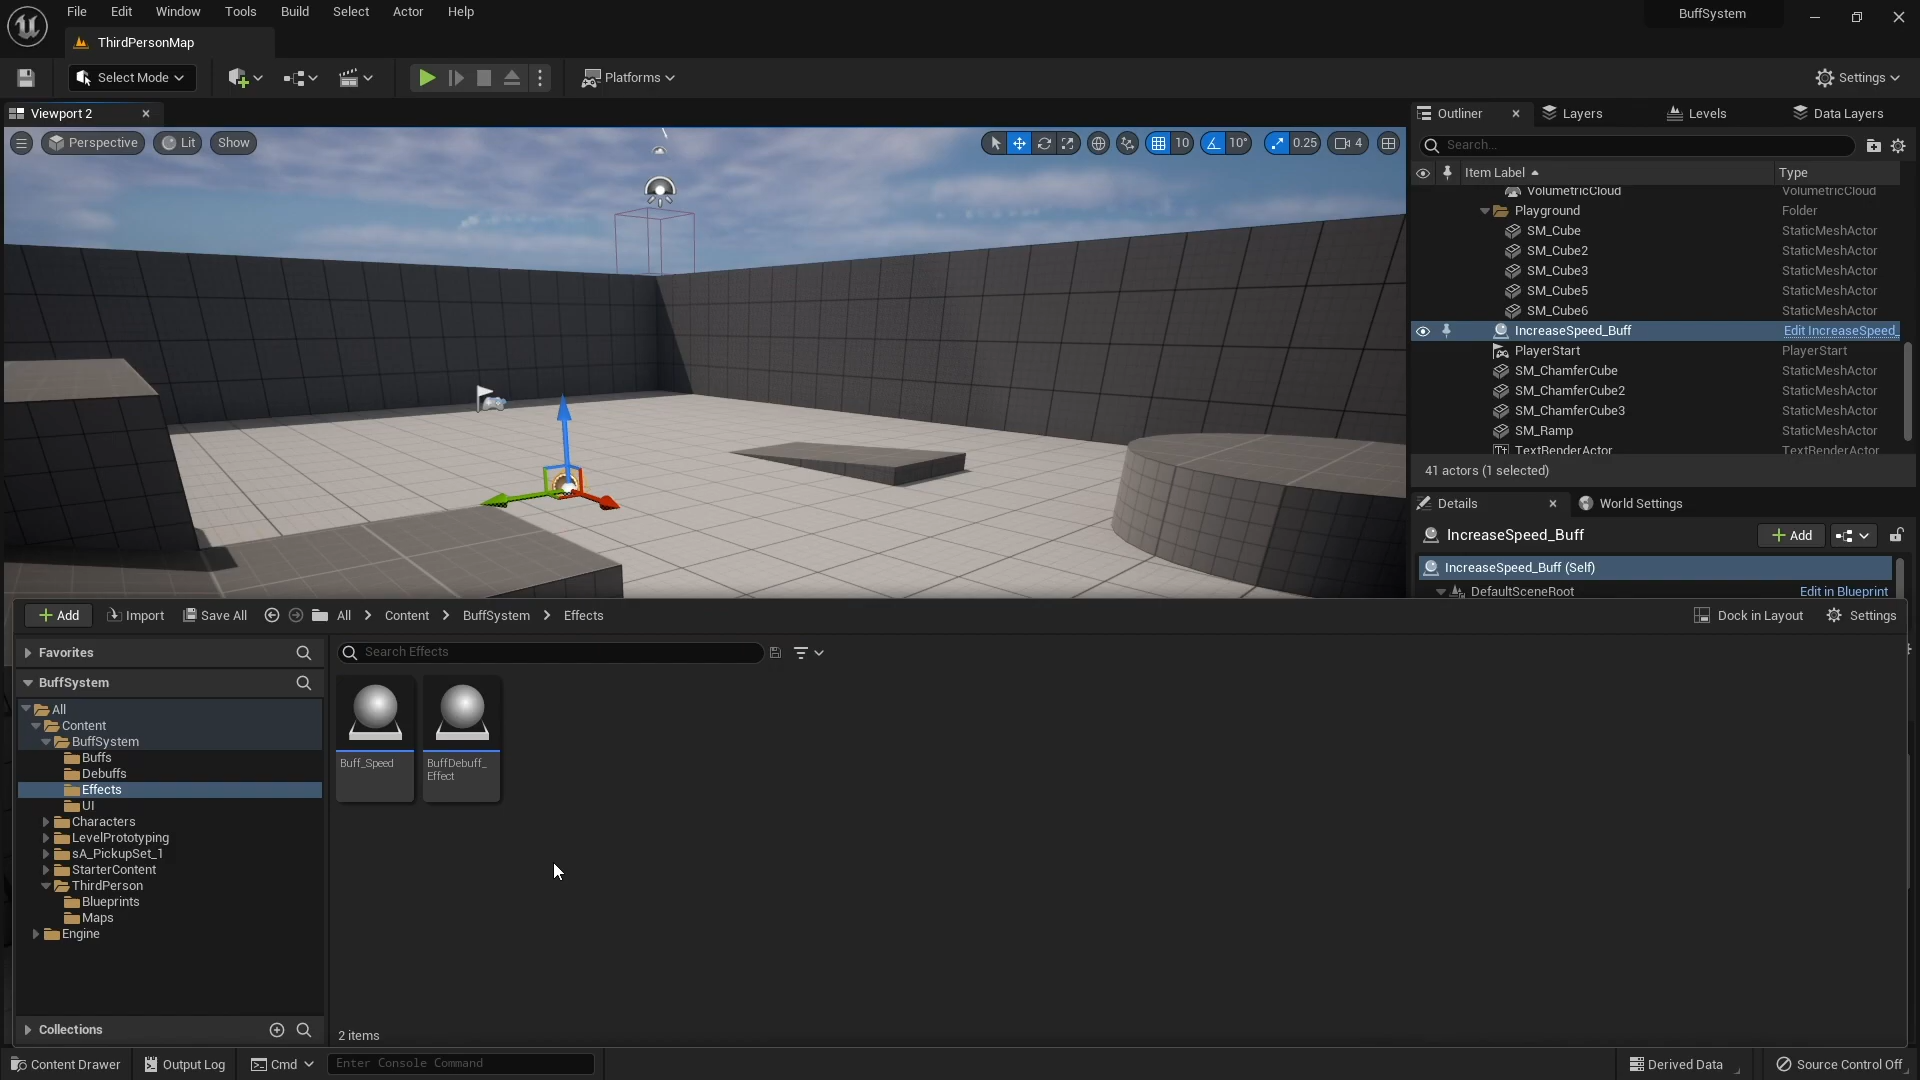 File Edit Window Tools Build Select Actor Help
BuffSystem
ThirdPersonMap
Select Mode
Platforms
Settings
Viewport 2
Perspective Lit Show
10 10° 0.25 4
Outliner Layers Levels Data Layers
Search...
Item Label Type
VolumetricCloud VolumetricCloud
Playground Folder
SM_Cube StaticMeshActor
SM_Cube2 StaticMeshActor
SM_Cube3 StaticMeshActor
SM_Cube5 StaticMeshActor
SM_Cube6 StaticMeshActor
IncreaseSpeed_Buff Edit IncreaseSpeed_
PlayerStart PlayerStart
SM_ChamferCube StaticMeshActor
SM_ChamferCube2 StaticMeshActor
SM_ChamferCube3 StaticMeshActor
SM_Ramp StaticMeshActor
TextRenderActor TextRenderActor
41 actors (1 selected)
Details World Settings
IncreaseSpeed_Buff
Add
IncreaseSpeed_Buff (Self)
DefaultSceneRoot Edit in Blueprint
Add Import Save All All Content BuffSystem Effects
Dock in Layout Settings
Favorites
BuffSystem
All
Content
BuffSystem
Buffs
Debuffs
Effects
UI
Characters
LevelPrototyping
sA_PickupSet_1
StarterContent
ThirdPerson
Blueprints
Maps
Engine
Collections
Search Effects
Buff_Speed
BuffDebuff_
Effect
2 items
Content Drawer Output Log Cmd Enter Console Command
Derived Data Source Control Off